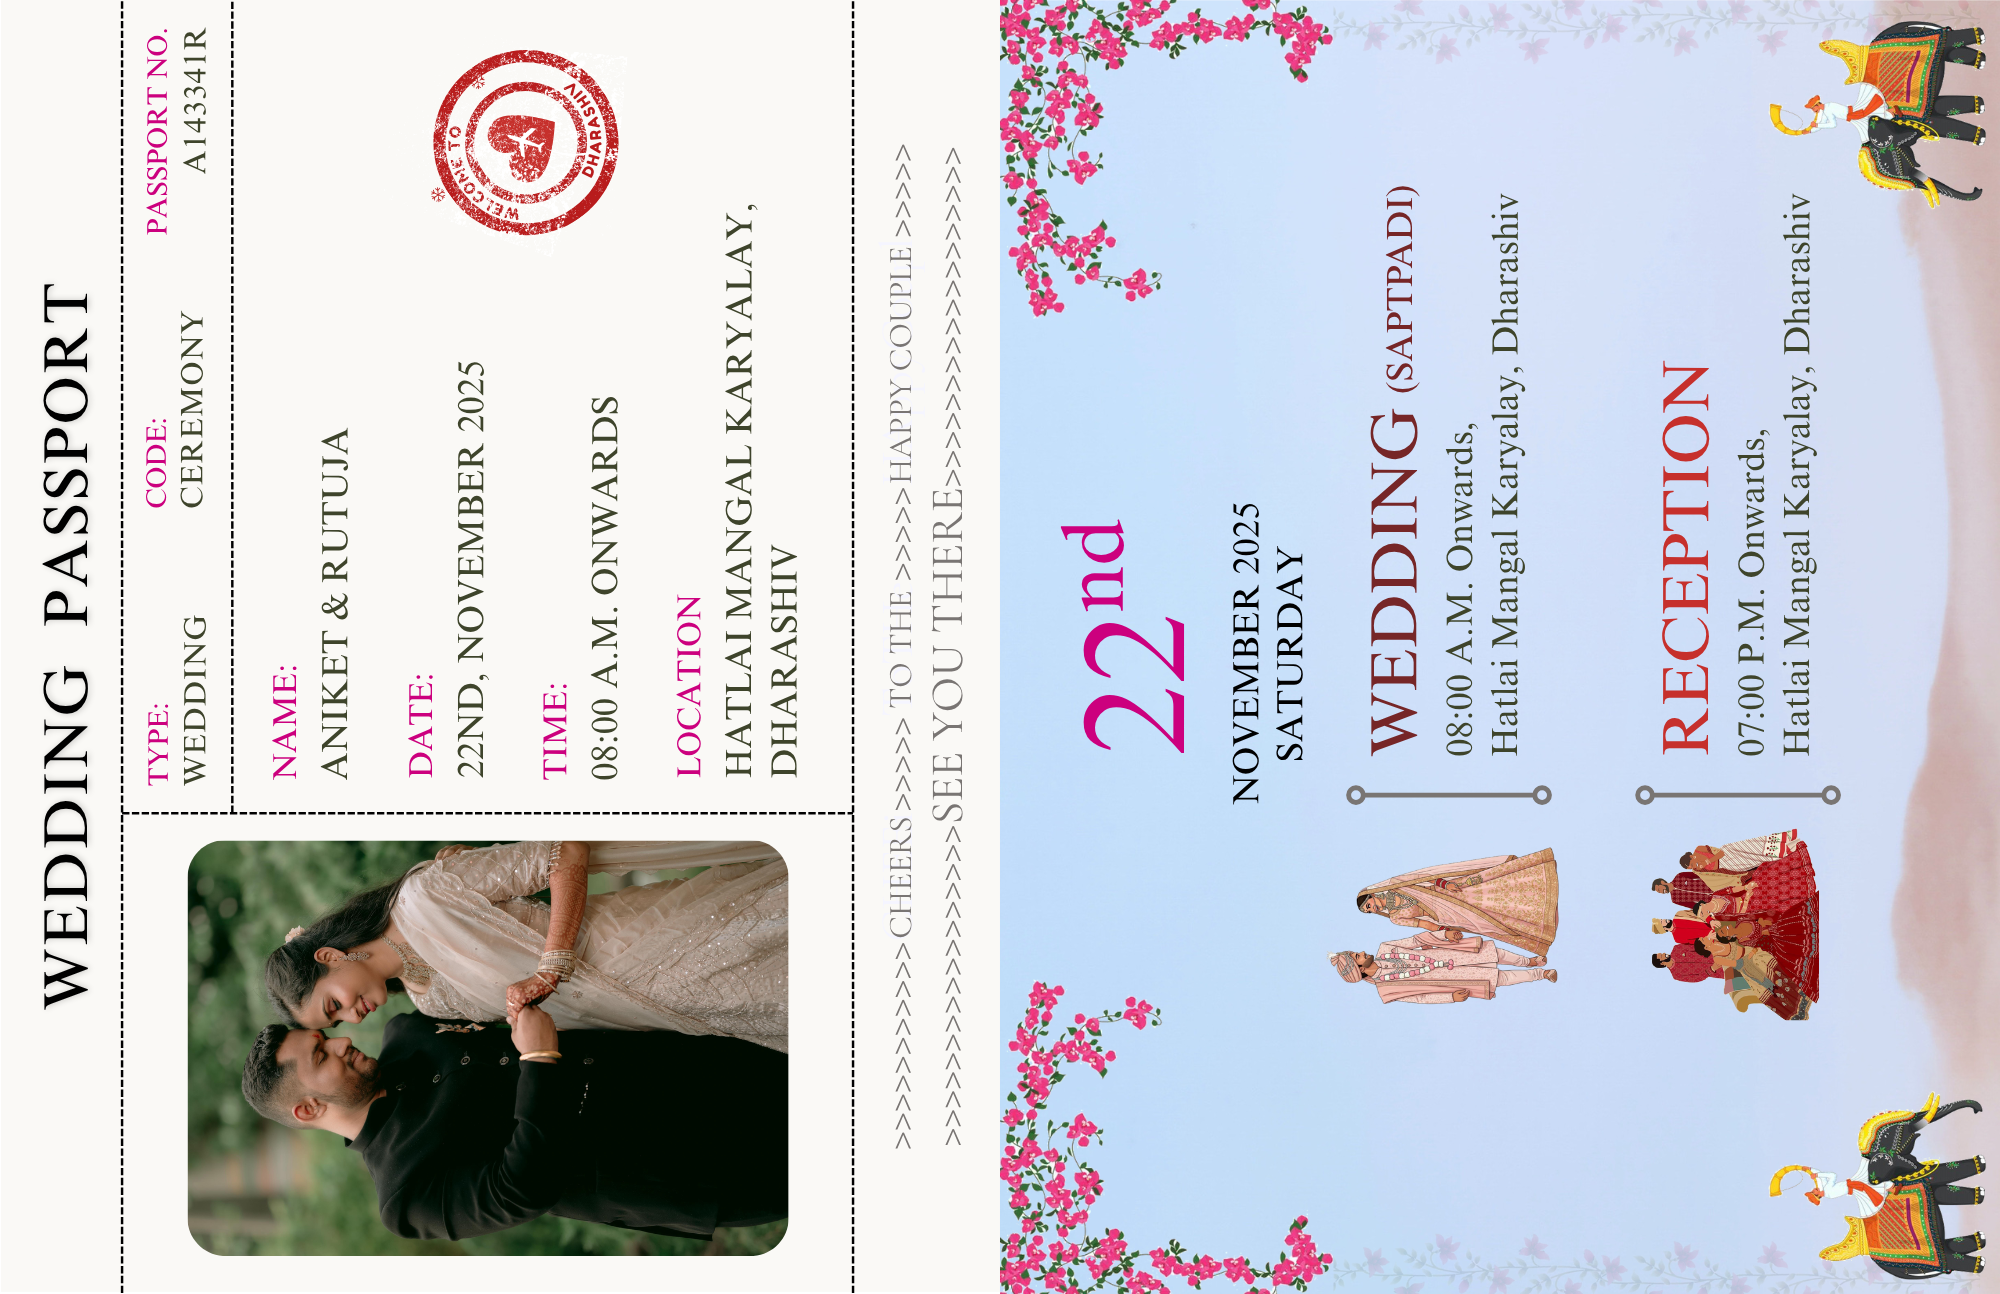 WEDDING PASSPORT
TYPE: CODE: PASSPORT NO.
WEDDING CEREMONY A143341R
NAME:
ANIKET & RUTUJA
DATE:
22ND, NOVEMBER 2025
TIME:
08:00 A.M. ONWARDS
LOCATION
HATLAI MANGAL KARYALAY,
DHARASHIV
WELCOME TO
DHARASHIV
>>>>>>>>>>>>>CHEERS>>>>>> TO THE >>>>>HAPPY COUPLE >>>>>
>>>>>>>>>>>>>>>>>>>>SEE YOU THERE>>>>>>>>>>>>>>>>>>>>>
22nd
NOVEMBER 2025
SATURDAY
WEDDING (SAPTPADI)
08:00 A.M. Onwards,
Hatlai Mangal Karyalay, Dharashiv
RECEPTION
07:00 P.M. Onwards,
Hatlai Mangal Karyalay, Dharashiv